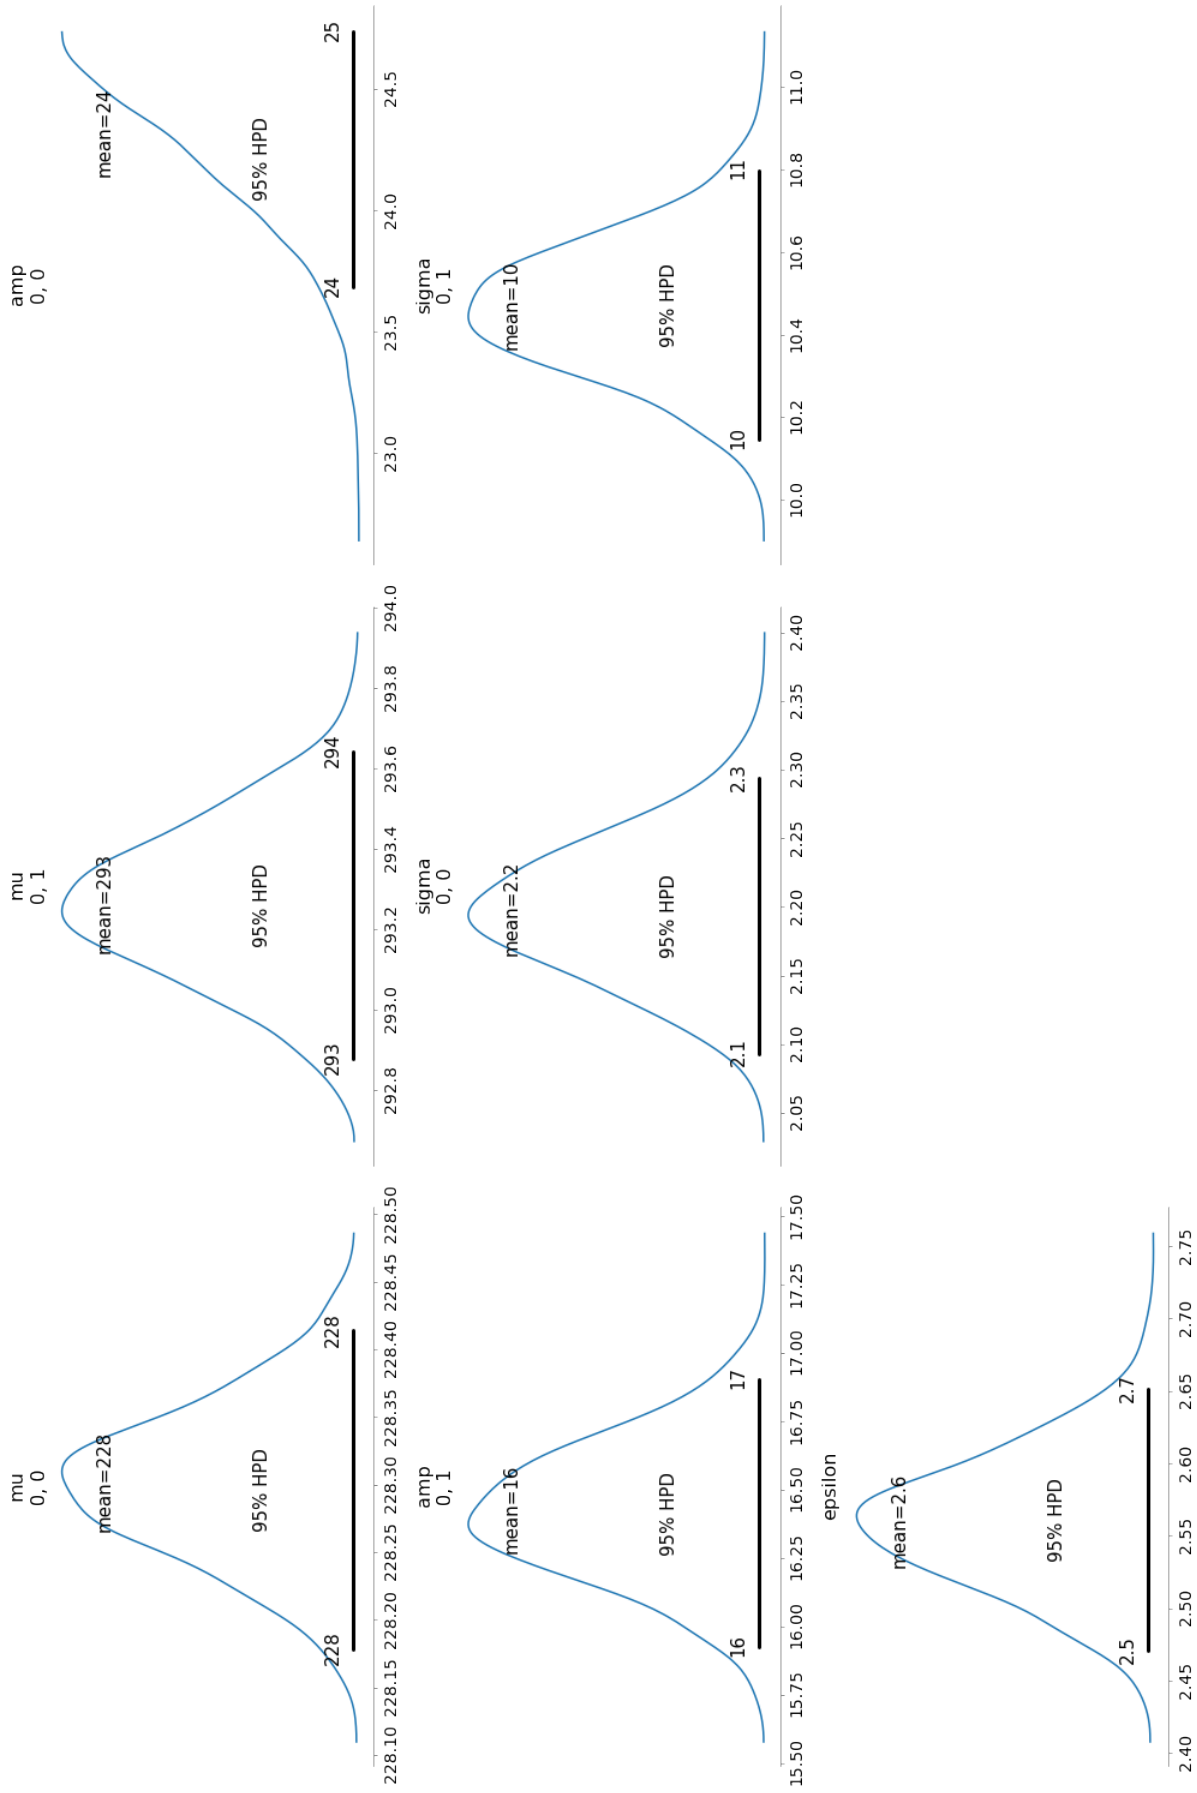 mu
0, 0
mean=228
95% HPD
228
228
228.10 228.15 228.20 228.25 228.30 228.35 228.40 228.45 228.50
mu
0, 1
mean=293
95% HPD
293
294
292.8 293.0 293.2 293.4 293.6 293.8 294.0
amp
0, 0
mean=24
95% HPD
24
25
23.0 23.5 24.0 24.5
amp
0, 1
mean=16
95% HPD
16
17
15.50 15.75 16.00 16.25 16.50 16.75 17.00 17.25 17.50
sigma
0, 0
mean=2.2
95% HPD
2.1
2.3
2.05 2.10 2.15 2.20 2.25 2.30 2.35 2.40
sigma
0, 1
mean=10
95% HPD
10
11
10.0 10.2 10.4 10.6 10.8 11.0
epsilon
mean=2.6
95% HPD
2.5
2.7
2.40 2.45 2.50 2.55 2.60 2.65 2.70 2.75